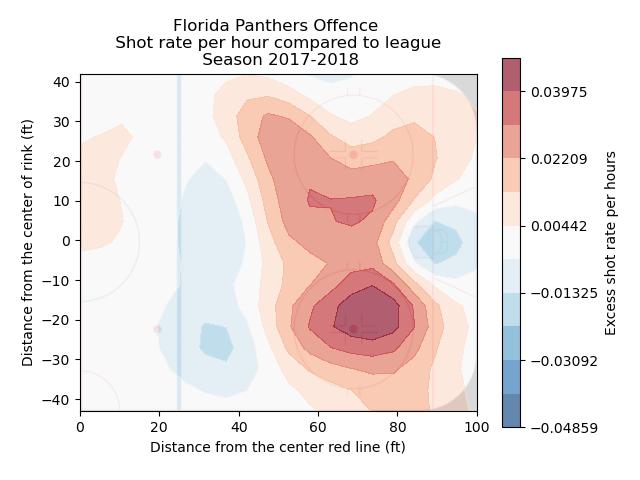 Florida Panthers Offence
Shot rate per hour compared to league
Season 2017-2018
Distance from the center of rink (ft)
40
30
20
10
0
−10
−20
−30
−40
0 20 40 60 80 100
Distance from the center red line (ft)
0.03975
0.02209
0.00442
−0.01325
−0.03092
−0.04859
Excess shot rate per hours